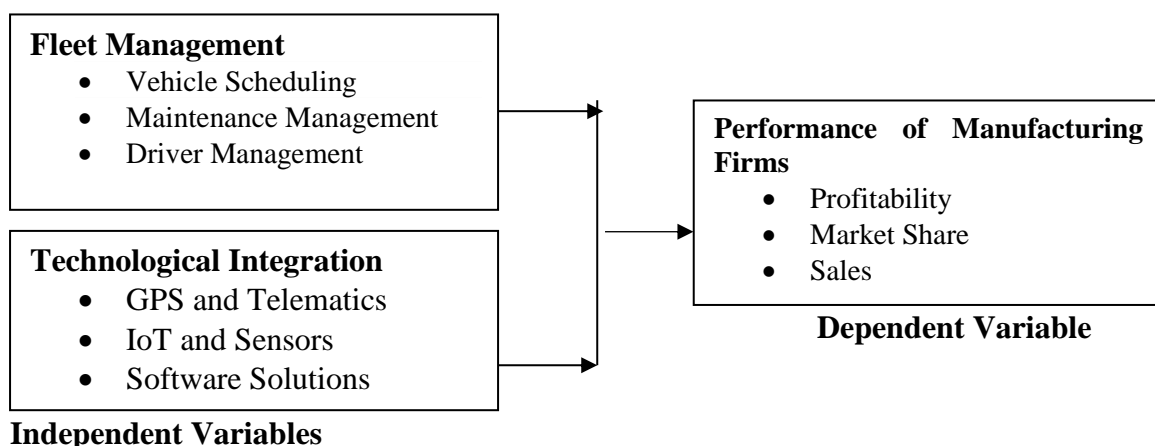 Fleet Management
• Vehicle Scheduling
• Maintenance Management
• Driver Management
Technological Integration
• GPS and Telematics
• IoT and Sensors
• Software Solutions
Independent Variables
Performance of Manufacturing
Firms
• Profitability
• Market Share
• Sales
Dependent Variable